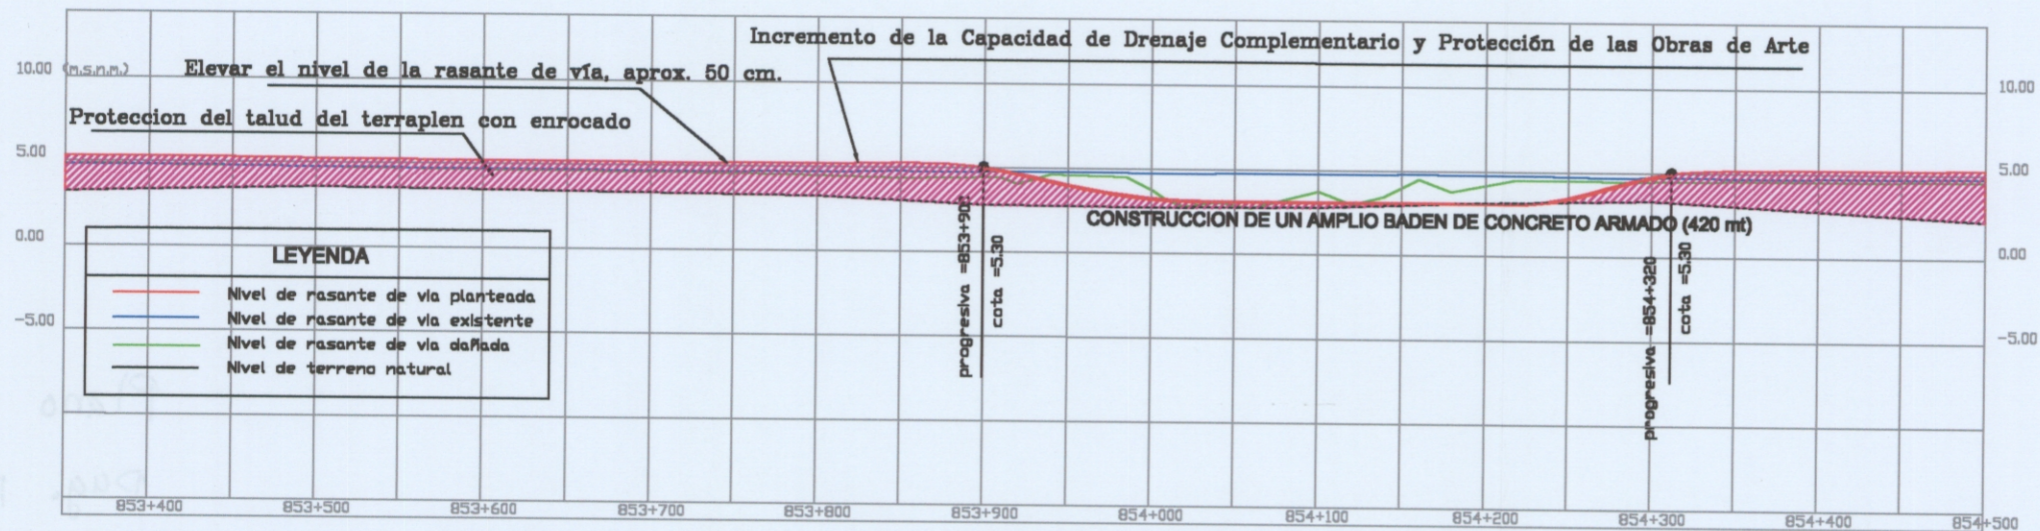 Incremento de la Capacidad de Drenaje Complementario y Protección de las Obras de Arte
10.00 (m.s.n.m.)
Elevar el nivel de la rasante de vía, aprox. 50 cm.
10.00
Proteccion del talud del terraplen con enrocado
5.00
5.00
CONSTRUCCION DE UN AMPLIO BADEN DE CONCRETO ARMADO (420 mt)
0.00
0.00
LEYENDA
Nivel de rasante de via planteada
Nivel de rasante de via existente
Nivel de rasante de via dañada
Nivel de terreno natural
progresiva =853+90
cota =5.30
progresiva =854+320
cota =5.30
-5.00
-5.00
Plano
Pag.
853+400 853+500 853+600 853+700 853+800 853+900 854+000 854+100 854+200 854+300 854+400 854+500